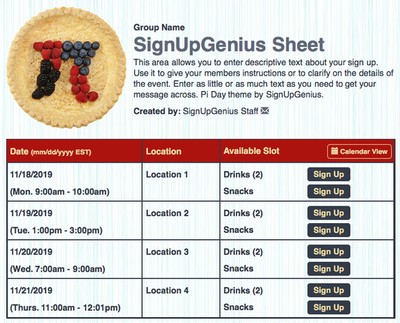 Group Name
SignUpGenius Sheet
This area allows you to enter descriptive text about your sign up.
Use it to give your members instructions or to clarify on the details of
the event. Enter as little or as much text as you need to get your
message across. Pi Day theme by SignUpGenius.
Created by: SignUpGenius Staff
Date (mm/dd/yyyy EST) Location Available Slot Calendar View
11/18/2019 Location 1 Drinks (2) Sign Up
(Mon. 9:00am - 10:00am) Snacks Sign Up
11/19/2019 Location 2 Drinks (2) Sign Up
(Tue. 1:00pm - 3:00pm) Snacks Sign Up
11/20/2019 Location 3 Drinks (2) Sign Up
(Wed. 7:00am - 9:00am) Snacks Sign Up
11/21/2019 Location 4 Drinks (2) Sign Up
(Thurs. 11:00am - 12:01pm) Snacks Sign Up